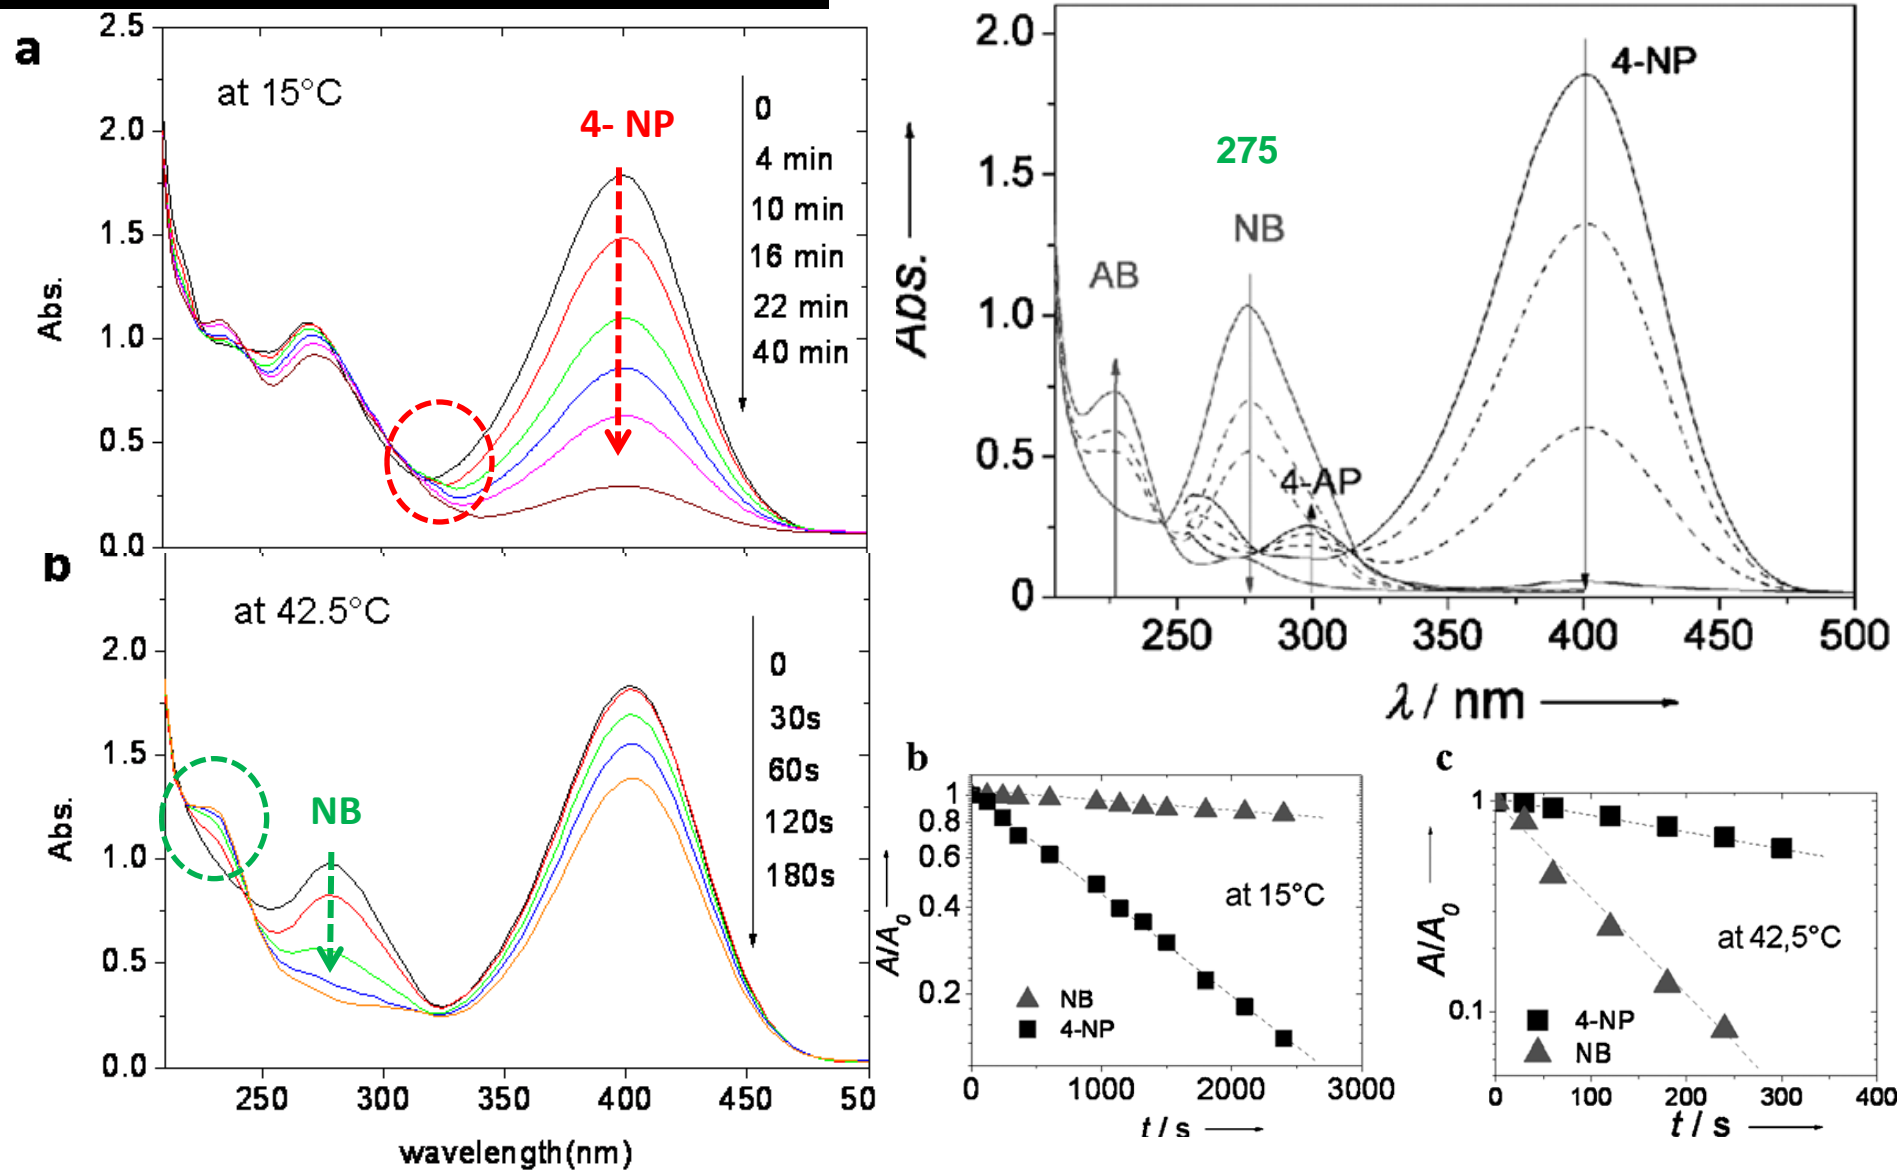 a
at 15°C
4- NP
0
4 min
10 min
16 min
22 min
40 min
2.5
2.0
1.5
1.0
0.5
0.0
Abs.
b
at 42.5°C
NB
0
30s
60s
120s
180s
2.0
1.5
1.0
0.5
0.0
Abs.
250
300
350
400
450
50
wavelength(nm)
2.0
1.5
1.0
0.5
0
Abs.
AB
275
NB
4-AP
4-NP
250
300
350
400
450
500
λ / nm
b
1
0.8
0.6
0.4
0.2
A/A0
at 15°C
NB
4-NP
0
1000
2000
3000
t / s
c
1
0.1
A/A0
at 42,5°C
4-NP
NB
0
100
200
300
400
t / s